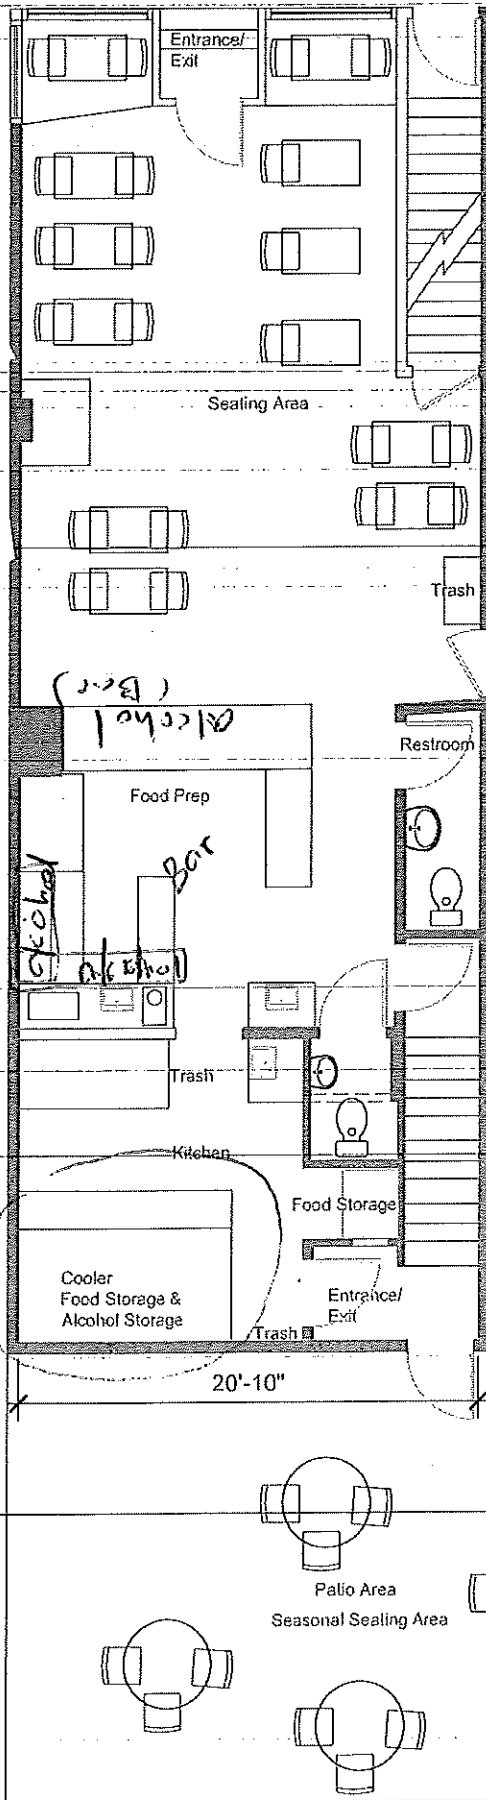 Entrance/
Exit
Seating Area
Trash
(Bar)
alcohol
Restroom
Food Prep
Bar
alcohol
Trash
Kitchen
Food Storage
Cooler
Food Storage &
Alcohol Storage
Entrance/
Exit
Trash
20'-10"
Patio Area
Seasonal Seating Area